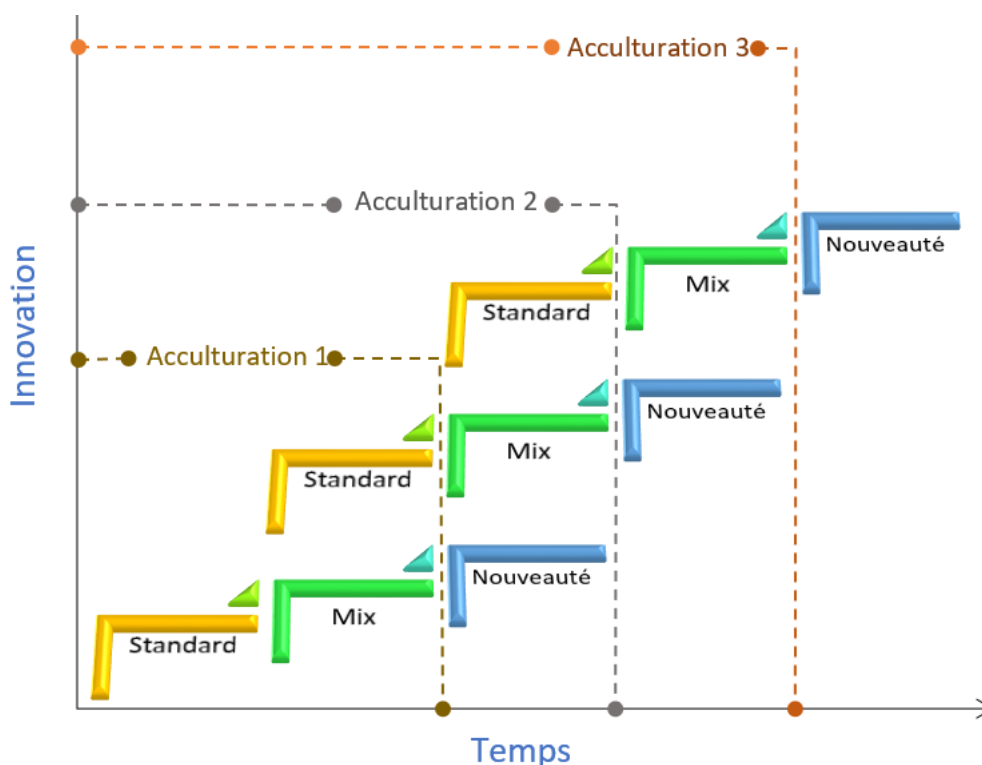 Acculturation 3
Acculturation 2
Nouveauté
Mix
Standard
Acculturation 1
Innovation
Nouveauté
Mix
Standard
Nouveauté
Mix
Standard
Temps